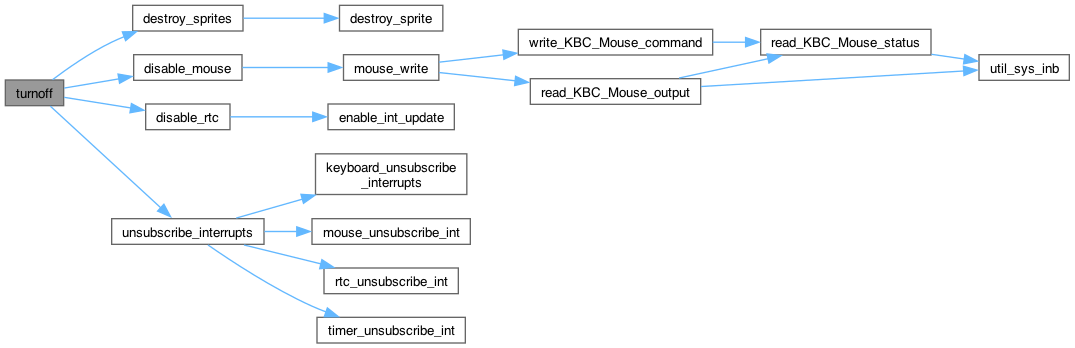 turnoff
destroy_sprites
destroy_sprite
disable_mouse
mouse_write
write_KBC_Mouse_command
read_KBC_Mouse_status
util_sys_inb
read_KBC_Mouse_output
disable_rtc
enable_int_update
unsubscribe_interrupts
keyboard_unsubscribe
_interrupts
mouse_unsubscribe_int
rtc_unsubscribe_int
timer_unsubscribe_int